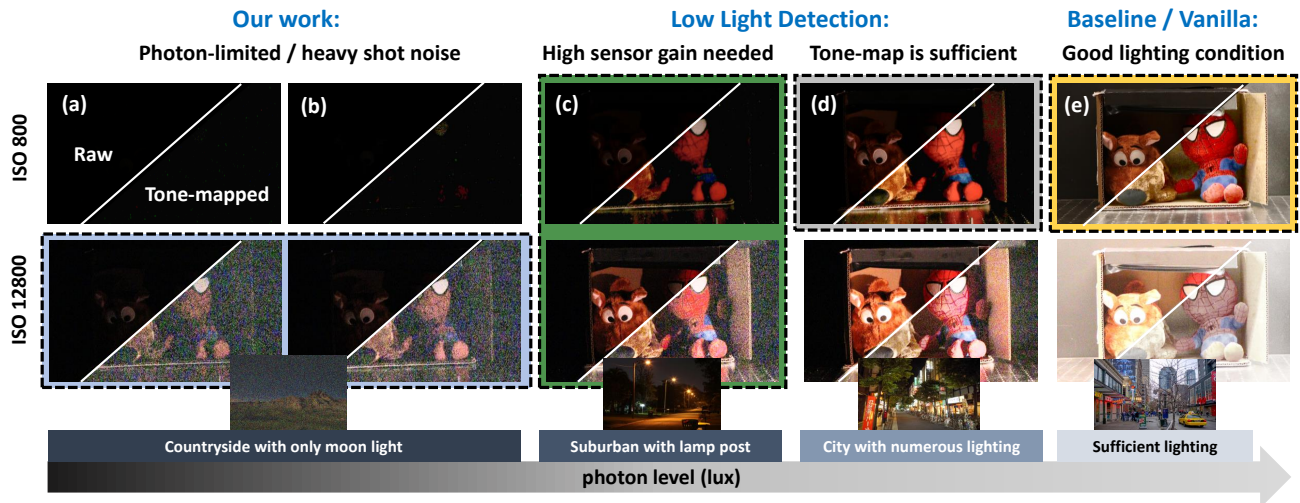 Our work:
Low Light Detection:
Baseline / Vanilla:
Photon-limited / heavy shot noise
High sensor gain needed
Tone-map is sufficient
Good lighting condition
ISO 800
(a)
Raw
Tone-mapped
(b)
(c)
(d)
(e)
ISO 12800
Countryside with only moon light
Suburban with lamp post
City with numerous lighting
Sufficient lighting
photon level (lux)